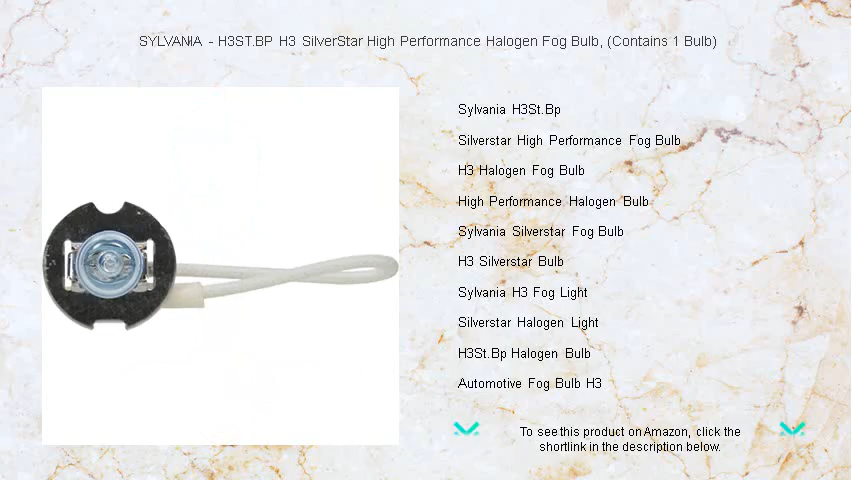 SYLVANIA - H3ST.BP H3 SilverStar High Performance Halogen Fog Bulb, (Contains 1 Bulb)
Sylvania H3St.Bp
Silverstar High Performance Fog Bulb
H3 Halogen Fog Bulb
High Performance Halogen Bulb
Sylvania Silverstar Fog Bulb
H3 Silverstar Bulb
Sylvania H3 Fog Light
Silverstar Halogen Light
H3St.Bp Halogen Bulb
Automotive Fog Bulb H3
To see this product on Amazon, click the
shortlink in the description below.